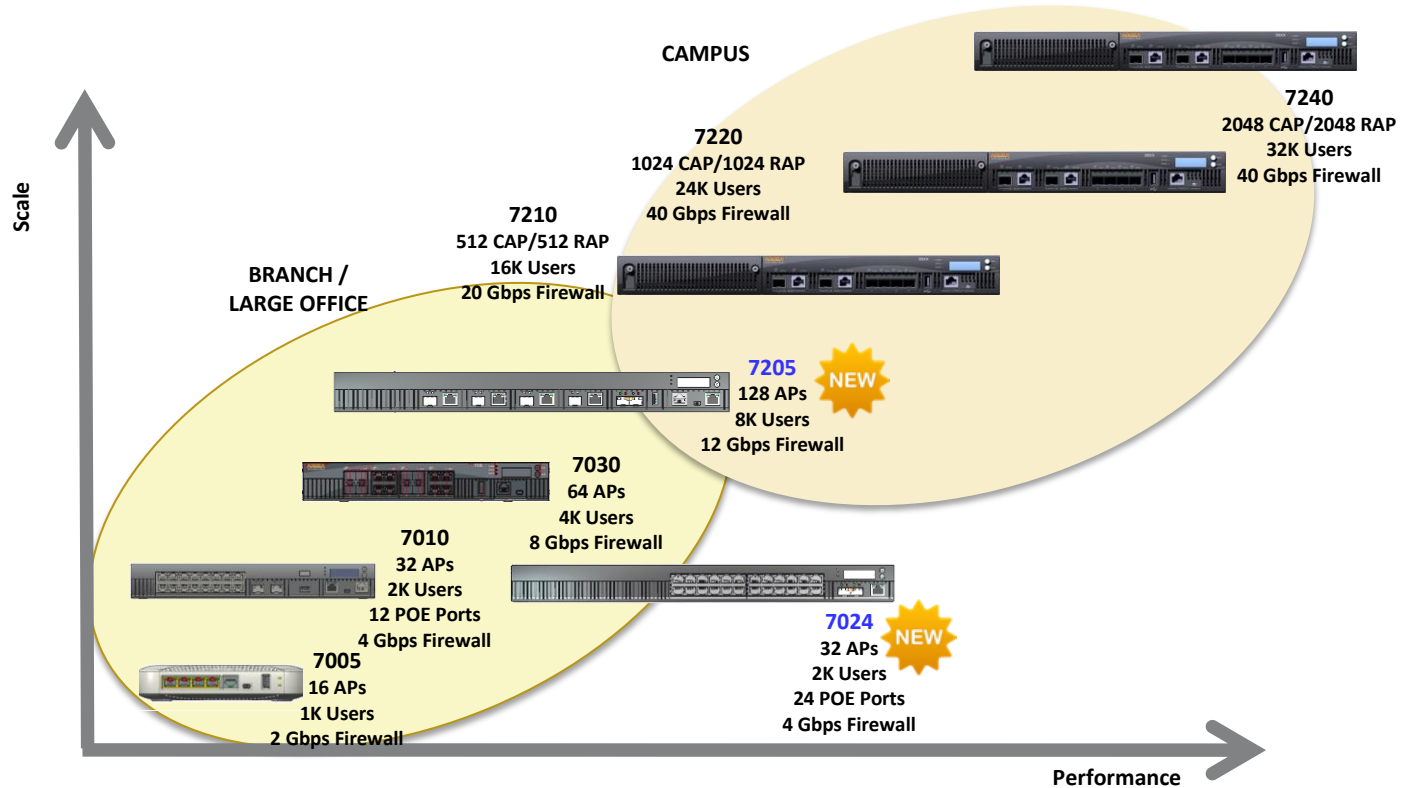 CAMPUS
7240
2048 CAP/2048 RAP
32K Users
40 Gbps Firewall
7220
1024 CAP/1024 RAP
24K Users
40 Gbps Firewall
Scale
7210
512 CAP/512 RAP
16K Users
20 Gbps Firewall
BRANCH /
LARGE OFFICE
7205
NEW
128 APs
8K Users
12 Gbps Firewall
7030
64 APs
4K Users
8 Gbps Firewall
7010
32 APs
2K Users
12 POE Ports
4 Gbps Firewall
7024
NEW
32 APs
2K Users
24 POE Ports
4 Gbps Firewall
7005
16 APs
1K Users
2 Gbps Firewall
Performance